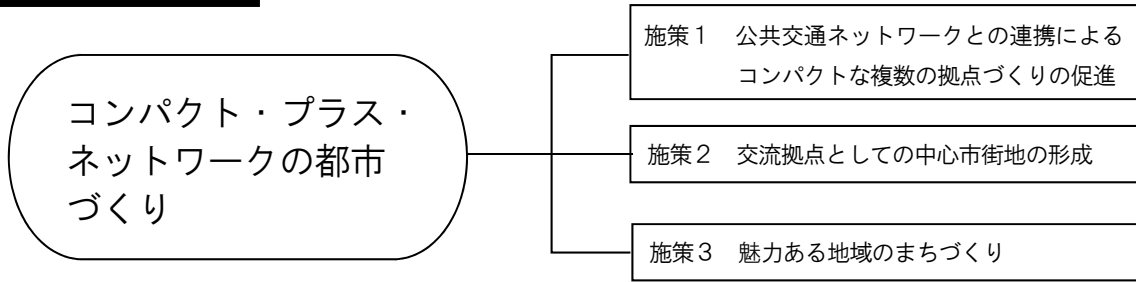 コンパクト・プラス・
ネットワークの都市
づくり
施策１　公共交通ネットワークとの連携による
コンパクトな複数の拠点づくりの促進
施策２　交流拠点としての中心市街地の形成
施策３　魅力ある地域のまちづくり